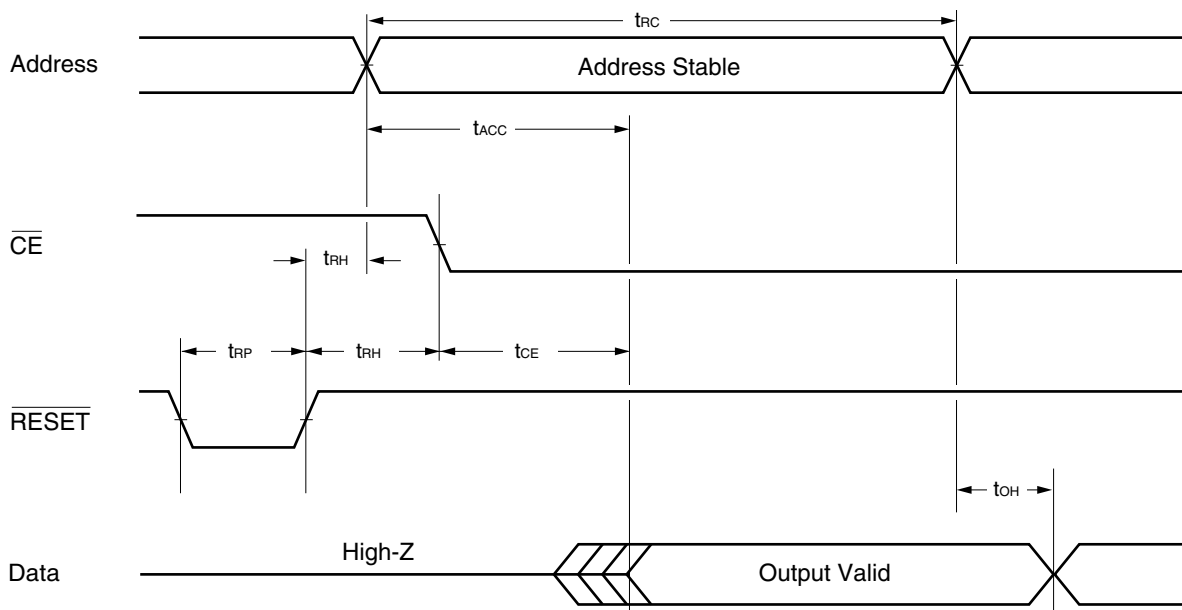 tRC
Address
Address Stable
tACC
CE
tRH
tRP
tRH
tCE
RESET
tOH
High-Z
Data
Output Valid